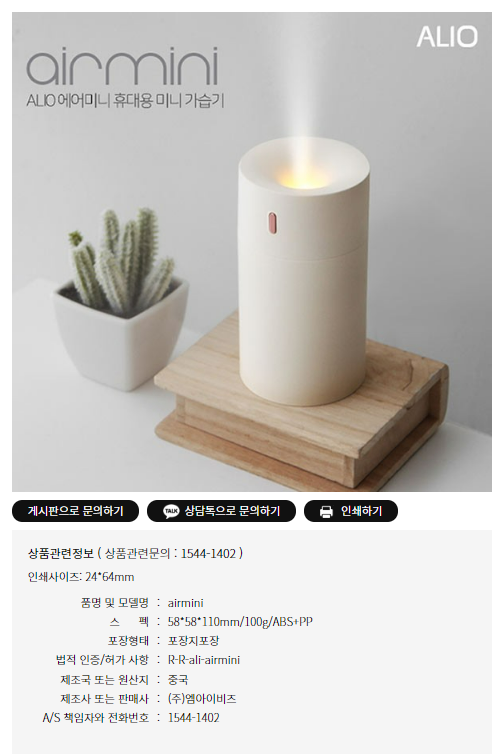 ALIO
airmini
ALIO 에어미니 휴대용 미니 가습기
게시판으로 문의하기
TALK 상담톡으로 문의하기
인쇄하기
상품관련정보 ( 상품관련문의 : 1544-1402 )
인쇄사이즈: 24*64mm
품명 및 모델명 : airmini
스 펙 : 58*58*110mm/100g/ABS+PP
포장형태 : 포장지포장
법적 인증/허가 사항 : R-R-ali-airmini
제조국 또는 원산지 : 중국
제조사 또는 판매사 : (주)엠아이비즈
A/S 책임자와 전화번호 : 1544-1402